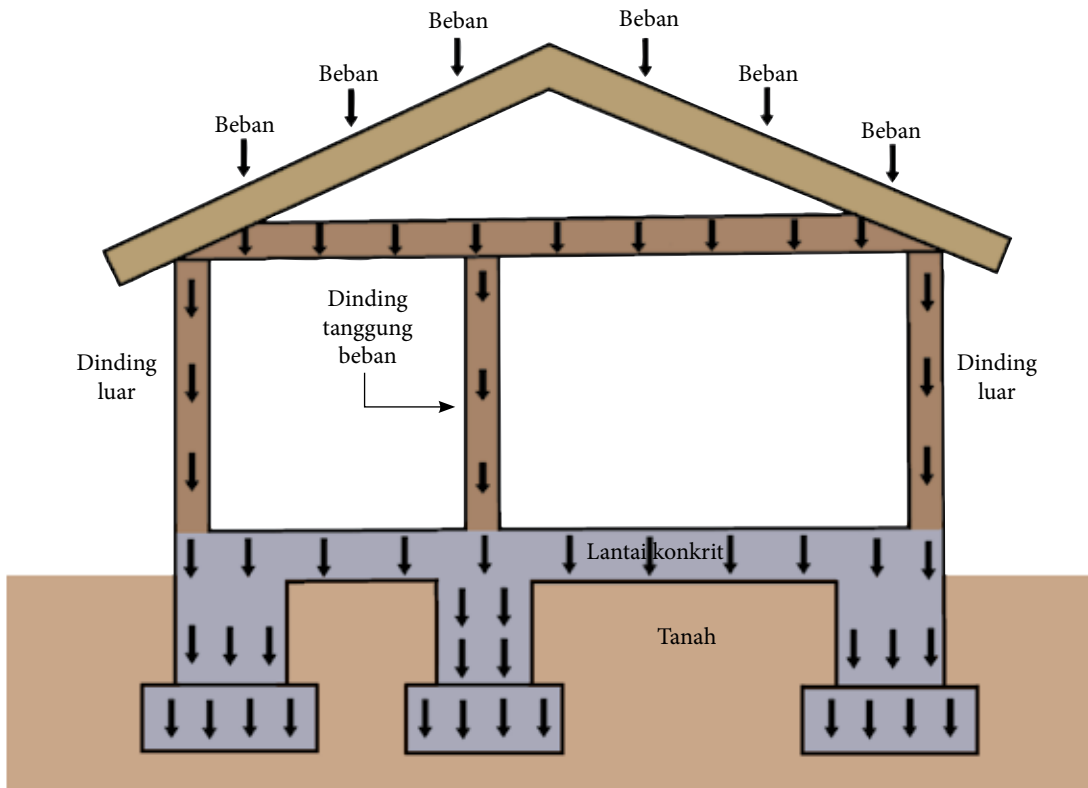 Beban
Beban
Beban
Beban
Beban
Beban
Dinding
tanggung
beban
Dinding
luar
Dinding
luar
Lantai konkrit
Tanah